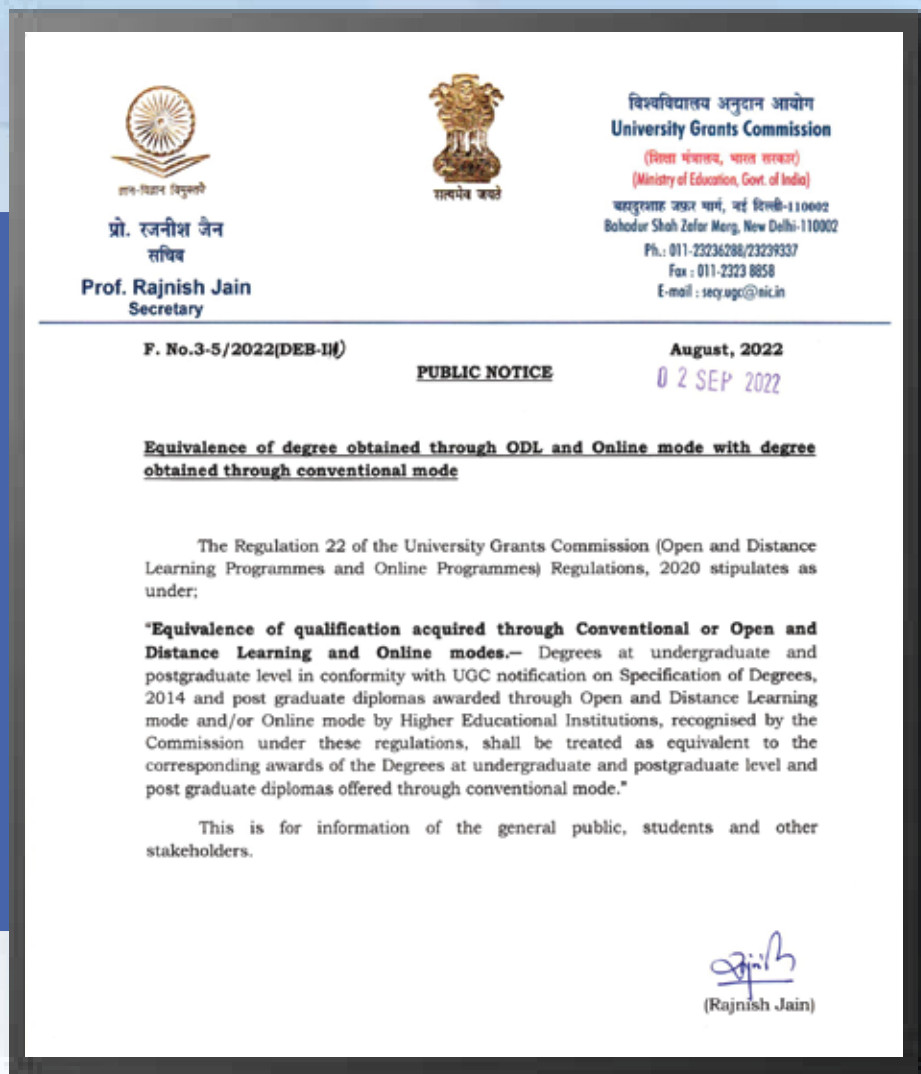 ज्ञान-विज्ञान विमुक्तये
प्रो. रजनीश जैन
सचिव
Prof. Rajnish Jain
Secretary
सत्यमेव जयते
विश्वविद्यालय अनुदान आयोग
University Grants Commission
(शिक्षा मंत्रालय, भारत सरकार)
(Ministry of Education, Govt. of India)
बहादुरशाह ज़फ़र मार्ग, नई दिल्ली-110002
Bahadur Shah Zafar Marg, New Delhi-110002
Ph.: 011-23236288/23239337
Fax : 011-2323 8858
E-mail : secy.ugc@nic.in
F. No.3-5/2022(DEB-III)
August, 2022
PUBLIC NOTICE
02 SEP 2022
Equivalence of degree obtained through ODL and Online mode with degree
obtained through conventional mode
The Regulation 22 of the University Grants Commission (Open and Distance
Learning Programmes and Online Programmes) Regulations, 2020 stipulates as
under;
"Equivalence of qualification acquired through Conventional or Open and
Distance Learning and Online modes.— Degrees at undergraduate and
postgraduate level in conformity with UGC notification on Specification of Degrees,
2014 and post graduate diplomas awarded through Open and Distance Learning
mode and/or Online mode by Higher Educational Institutions, recognised by the
Commission under these regulations, shall be treated as equivalent to the
corresponding awards of the Degrees at undergraduate and postgraduate level and
post graduate diplomas offered through conventional mode."
This is for information of the general public, students and other
stakeholders.
(Rajnish Jain)